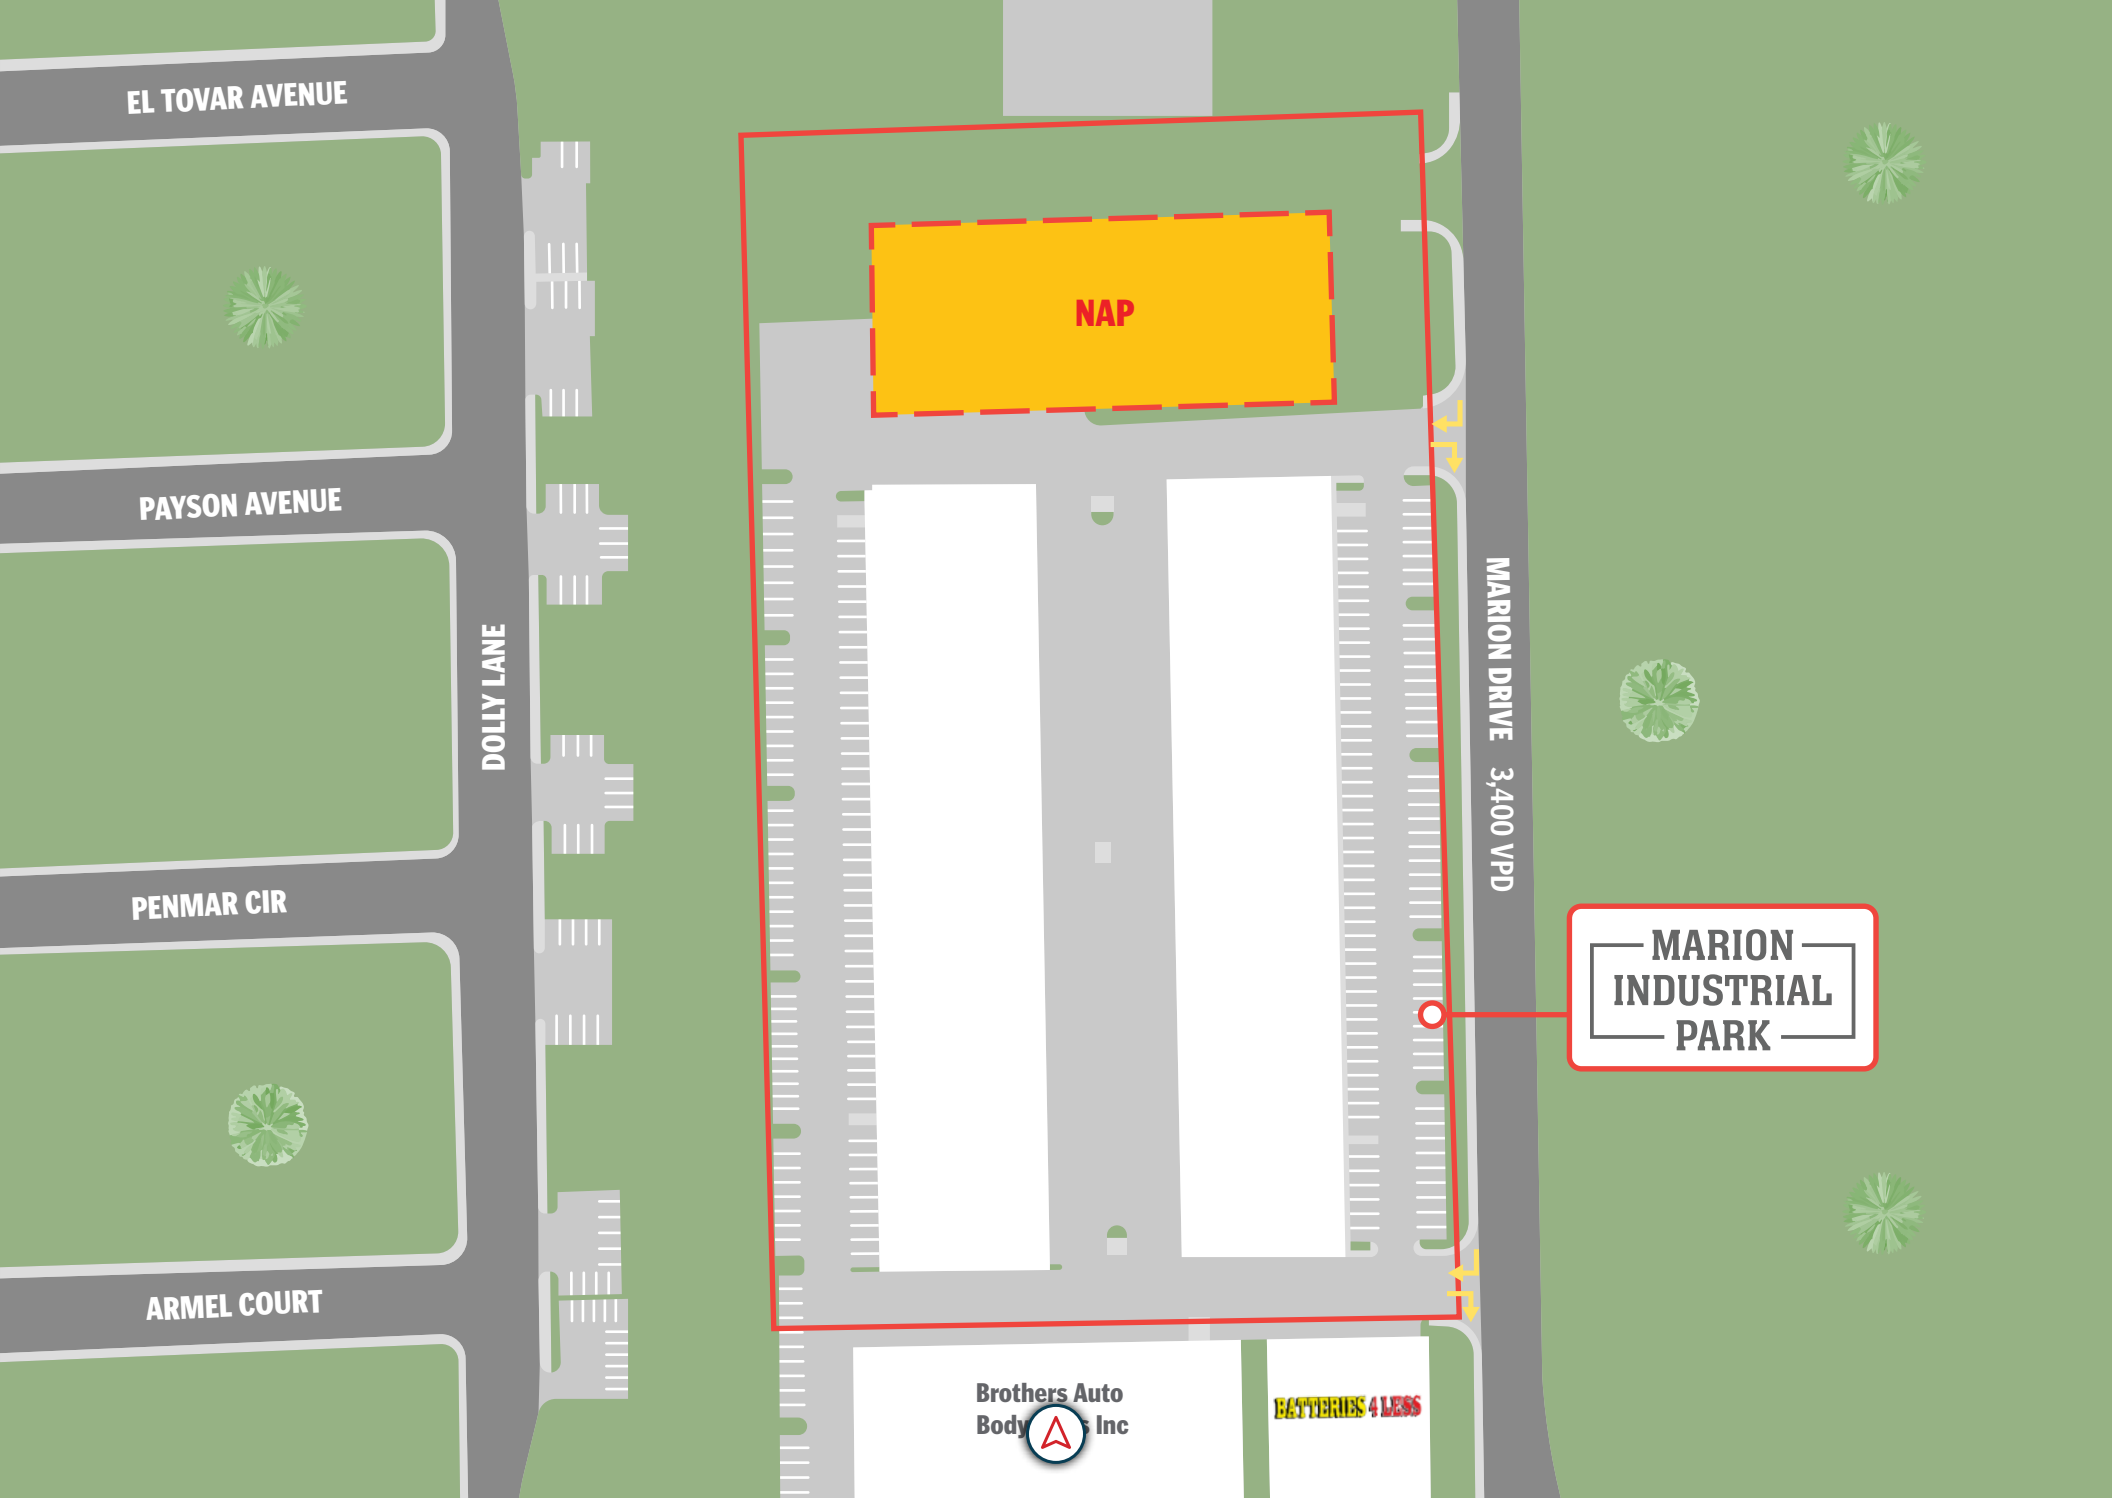 EL TOVAR AVENUE
NAP
PAYSON AVENUE
DOLLY LANE
MARION DRIVE 3,400 VPD
PENMAR CIR
MARION
INDUSTRIAL
PARK
ARMEL COURT
Brothers Auto
Body Inc
BATTERIES 4 LESS